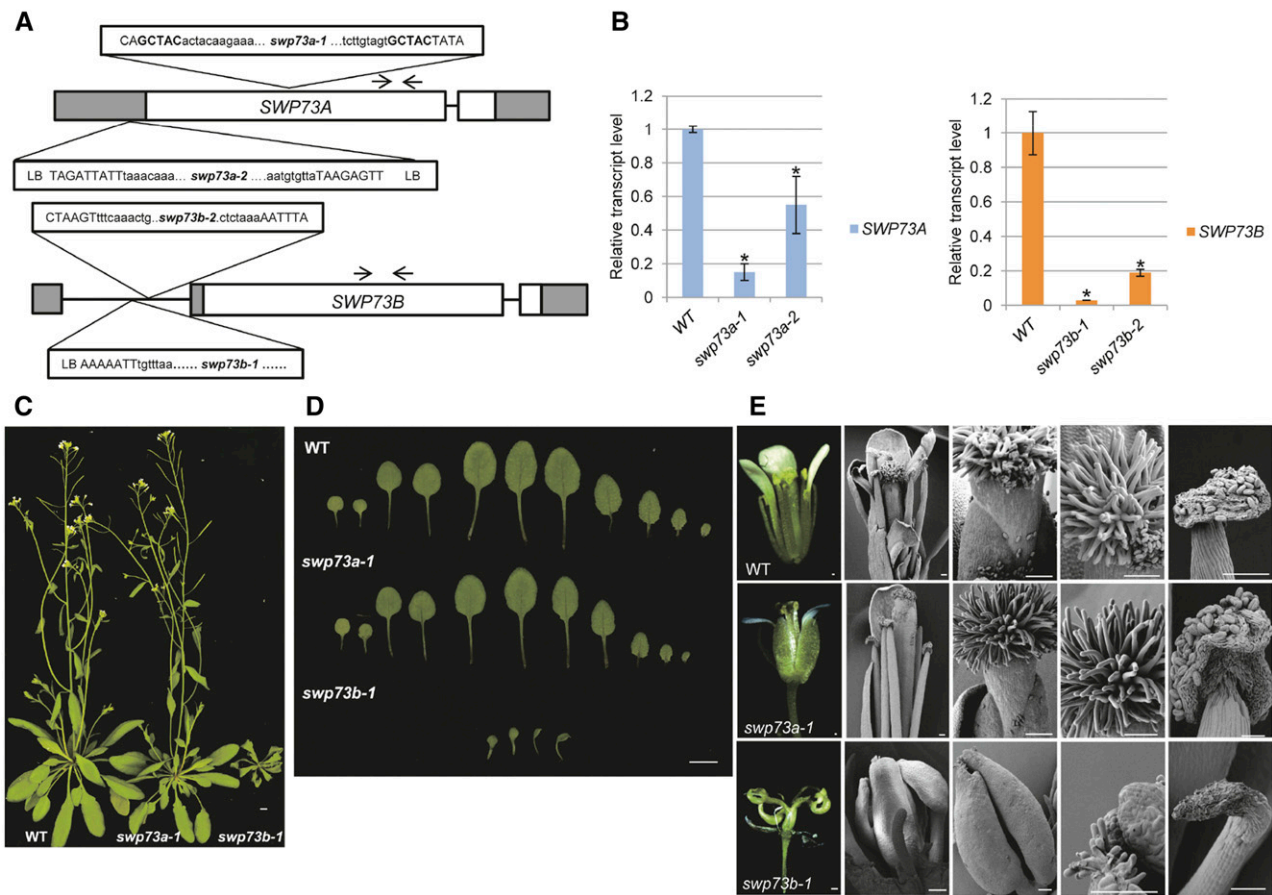 A
CAGCTACactacaagaaa... swp73a-1 ...tcttgtagtGCTACTATA
SWP73A
LB TAGATTATTTaaacaaa... swp73a-2 ....aatgtgttaTAAGAGTT LB
CTAAGTTttcaaactg..swp73b-2.ctctaaaAATTTA
SWP73B
LB AAAAATTtgtttaa...... swp73b-1 ......
B
Relative transcript level
1.2
1
0.8
0.6
0.4
0.2
0
*
*
WT
swp73a-1
swp73a-2
SWP73A
Relative transcript level
1.2
1
0.8
0.6
0.4
0.2
0
*
*
WT
swp73b-1
swp73b-2
SWP73B
C
WT
swp73a-1
swp73b-1
D
WT
swp73a-1
swp73b-1
E
WT
swp73a-1
swp73b-1